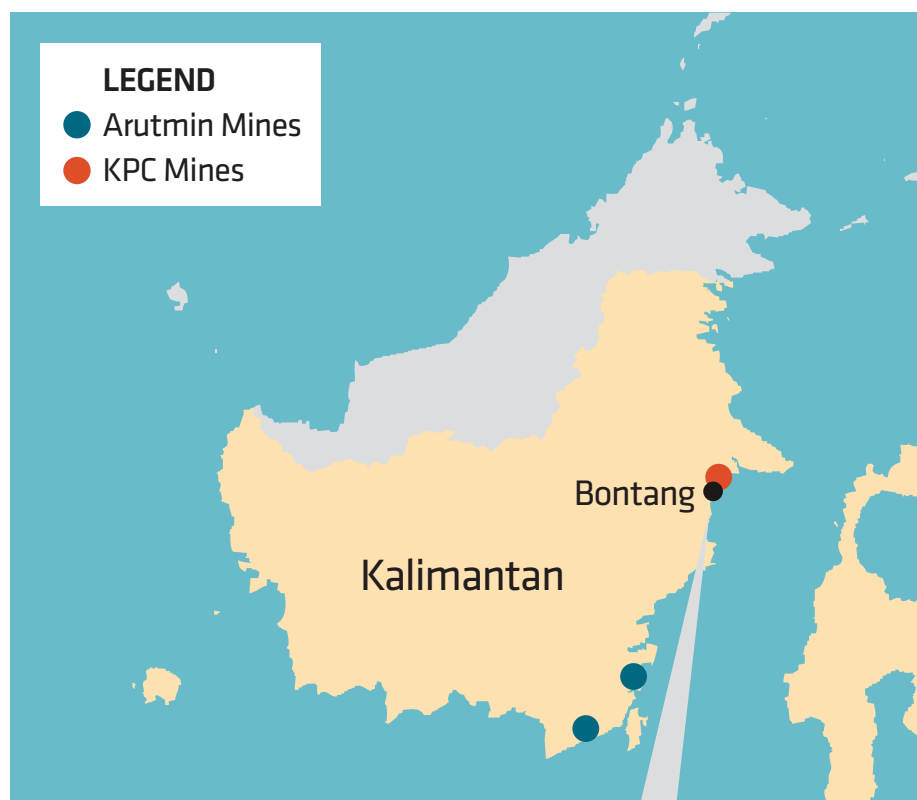 LEGEND
Arutmin Mines
KPC Mines
Bontang
Kalimantan